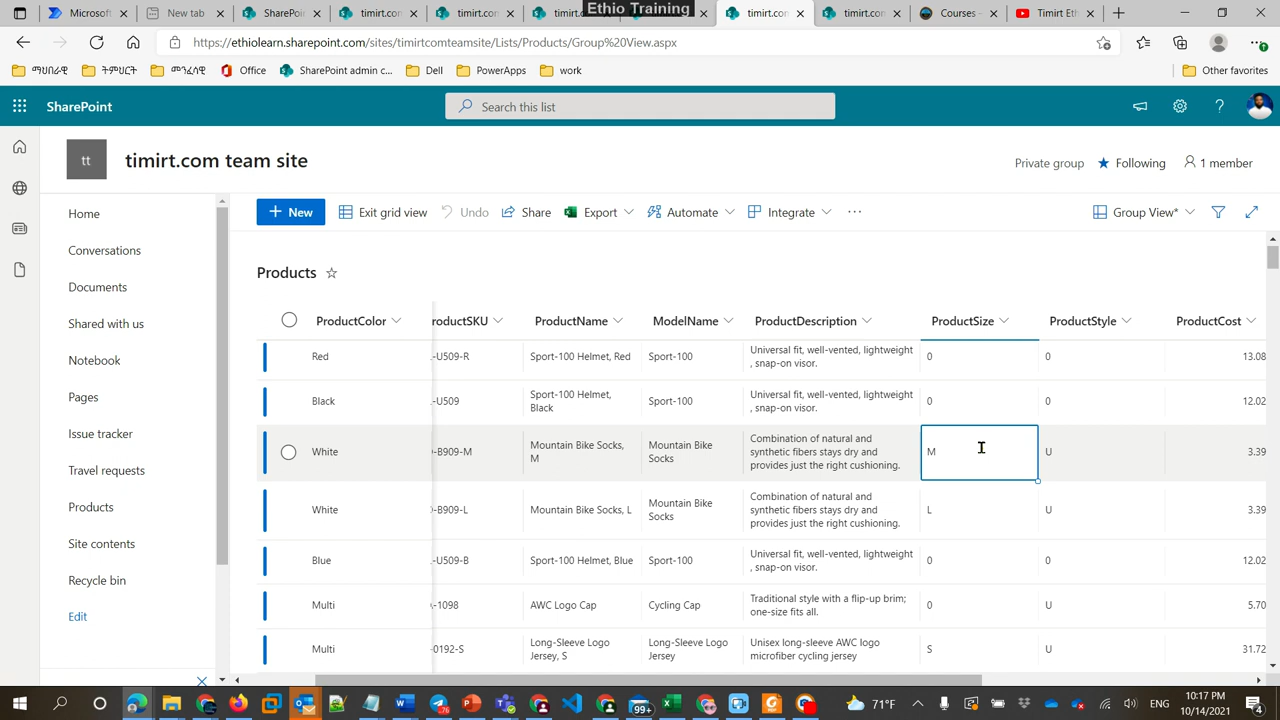 Ethio Training
Microsof
New tab
SharePoin
timirt.con
timirt.con
timirt.con
timirt.con
timirt.com
Courses –
Timirt Eth
https://ethiolearn.sharepoint.com/sites/timirtcomteamsite/Lists/Products/Group%20View.aspx
ማህበራዊ
ትምህርት
መንፈሳዊ
Office
SharePoint admin c...
Dell
PowerApps
work
Other favorites
SharePoint
Search this list
tt
timirt.com team site
Private group
Following
1 member
New
Exit grid view
Undo
Share
Export
Automate
Integrate
Group View*
Home
Conversations
Documents
Shared with us
Notebook
Pages
Issue tracker
Travel requests
Products
Site contents
Recycle bin
Edit
Products
ProductColor
roductSKU
ProductName
ModelName
ProductDescription
ProductSize
ProductStyle
ProductCost
Red
-U509-R
Sport-100 Helmet, Red
Sport-100
Universal fit, well-vented, lightweight
, snap-on visor.
0
0
13.08
Black
-U509
Sport-100 Helmet,
Black
Sport-100
Universal fit, well-vented, lightweight
, snap-on visor.
0
0
12.02
White
-B909-M
Mountain Bike Socks,
M
Mountain Bike
Socks
Combination of natural and
synthetic fibers stays dry and
provides just the right cushioning.
M
U
3.39
White
-B909-L
Mountain Bike Socks, L
Mountain Bike
Socks
Combination of natural and
synthetic fibers stays dry and
provides just the right cushioning.
L
U
3.39
Blue
-U509-B
Sport-100 Helmet, Blue
Sport-100
Universal fit, well-vented, lightweight
, snap-on visor.
0
0
12.02
Multi
-1098
AWC Logo Cap
Cycling Cap
Traditional style with a flip-up brim;
one-size fits all.
0
U
5.70
Multi
-0192-S
Long-Sleeve Logo
Jersey, S
Long-Sleeve Logo
Jersey
Unisex long-sleeve AWC logo
microfiber cycling jersey
S
U
31.72
99+
71°F
ENG
10:17 PM
10/14/2021